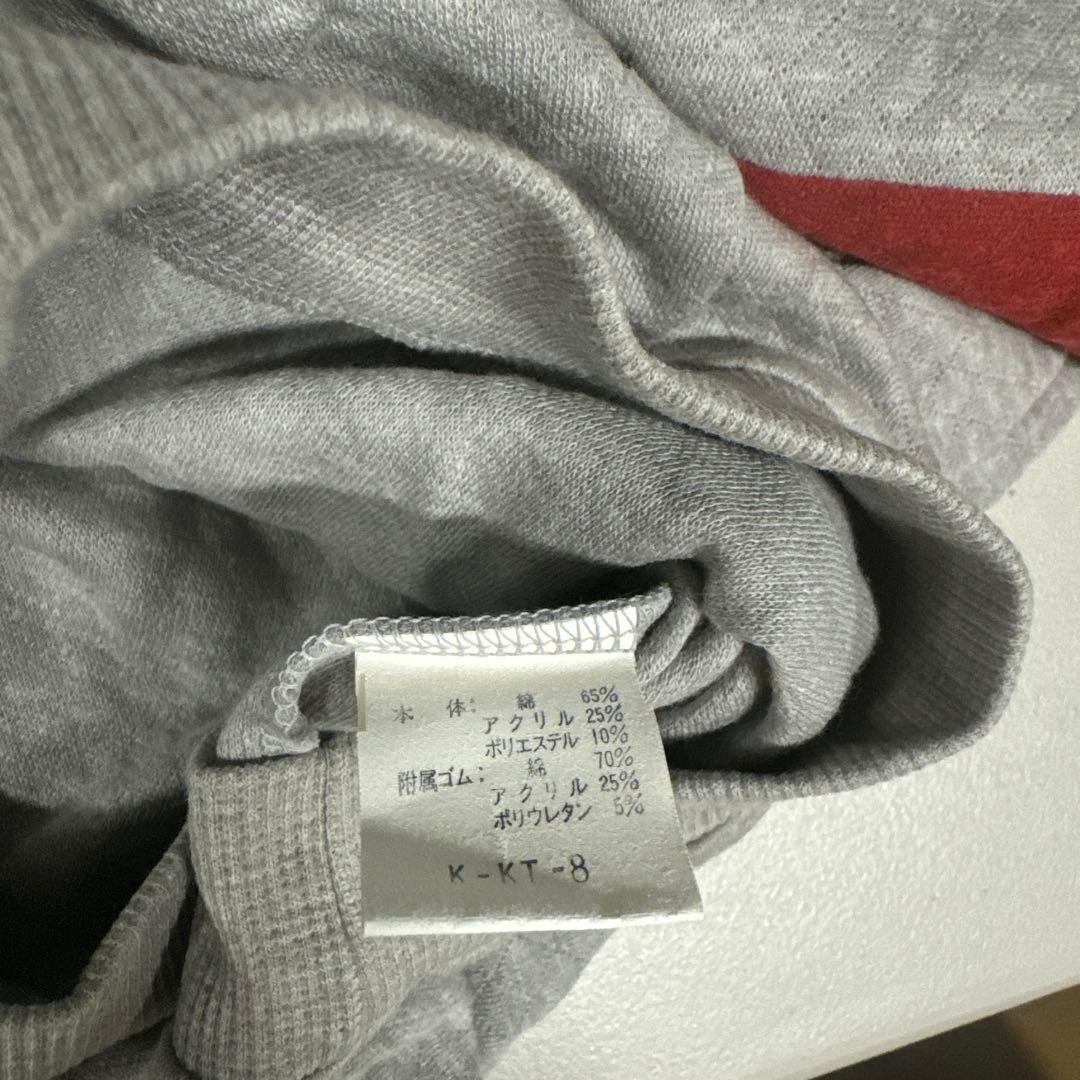 本 体: 綿 65%
アクリル 25%
ポリエステル 10%
附属ゴム: 綿 70%
アクリル 25%
ポリウレタン 5%
K-KT-8